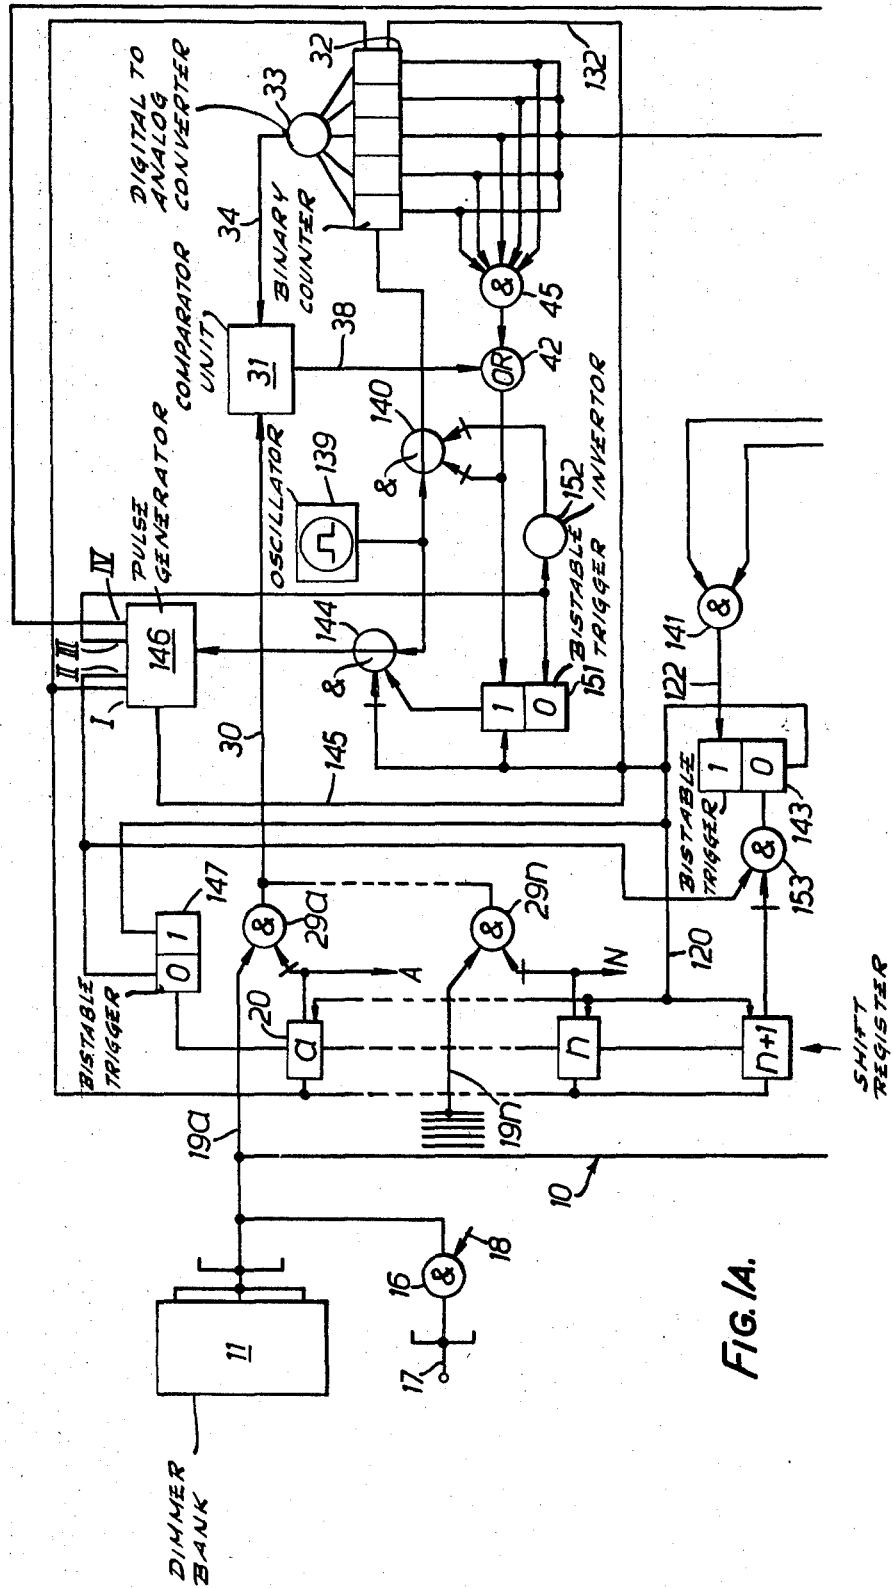 DIMMER
BANK
11
17
16
&
18
10
19a
19n
BISTABLE
TRIGGER
0
1
147
20
a
n
n+1
SHIFT
REGISTER
&
29a
&
29n
A
N
120
30
145
I
II
III
IV
146
PULSE
GENERATOR
COMPARATOR
UNIT
31
34
38
DIGITAL TO
ANALOG
CONVERTER
33
32
BINARY
COUNTER
132
OSCILLATOR
139
&
140
&
144
&
45
OR
42
152
INVERTOR
BISTABLE
TRIGGER
1
0
151
&
141
122
BISTABLE
TRIGGER
1
0
143
&
153
FIG. 1A.